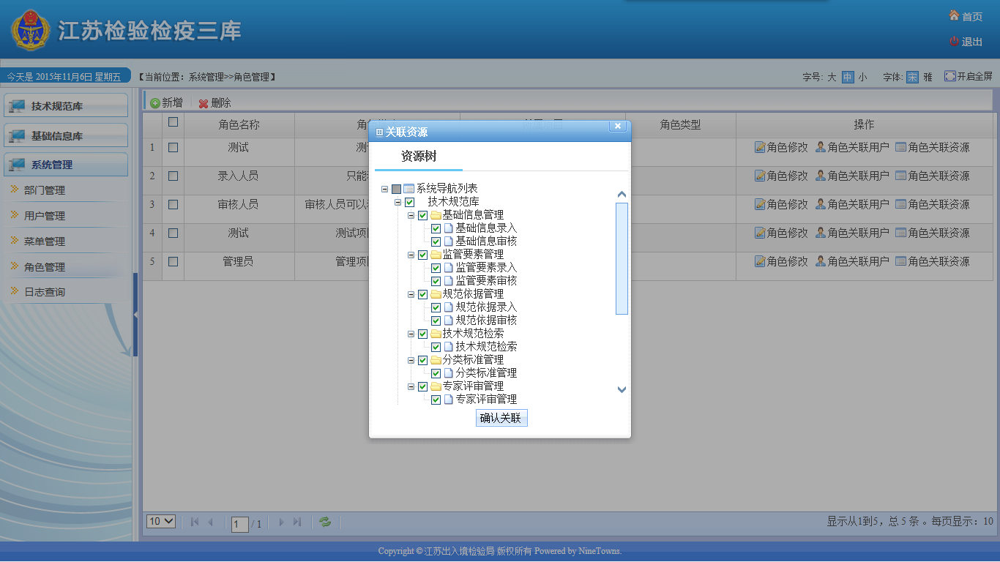 江苏检验检疫三库
首页
退出
今天是 2015年11月6日 星期五
【当前位置：系统管理>>角色管理】
字号: 大 中 小 字体: 宋 雅 开启全屏
技术规范库
基础信息库
系统管理
部门管理
用户管理
菜单管理
角色管理
日志查询
新增 删除
角色名称 角色类型 操作
1 测试 角色修改 角色关联用户 角色关联资源
2 录入人员 只能 角色修改 角色关联用户 角色关联资源
3 审核人员 审核人员可以 角色修改 角色关联用户 角色关联资源
4 测试 测试项 角色修改 角色关联用户 角色关联资源
5 管理员 管理项 角色修改 角色关联用户 角色关联资源
关联资源
资源树
系统导航列表
技术规范库
基础信息管理
基础信息录入
基础信息审核
监管要素管理
监管要素录入
监管要素审核
规范依据管理
规范依据录入
规范依据审核
技术规范检索
技术规范检索
分类标准管理
分类标准管理
专家评审管理
专家评审管理
确认关联
10 1 / 1 显示从1到5，总 5 条 。每页显示：10
Copyright © 江苏出入境检验局 版权所有 Powered by NineTowns.